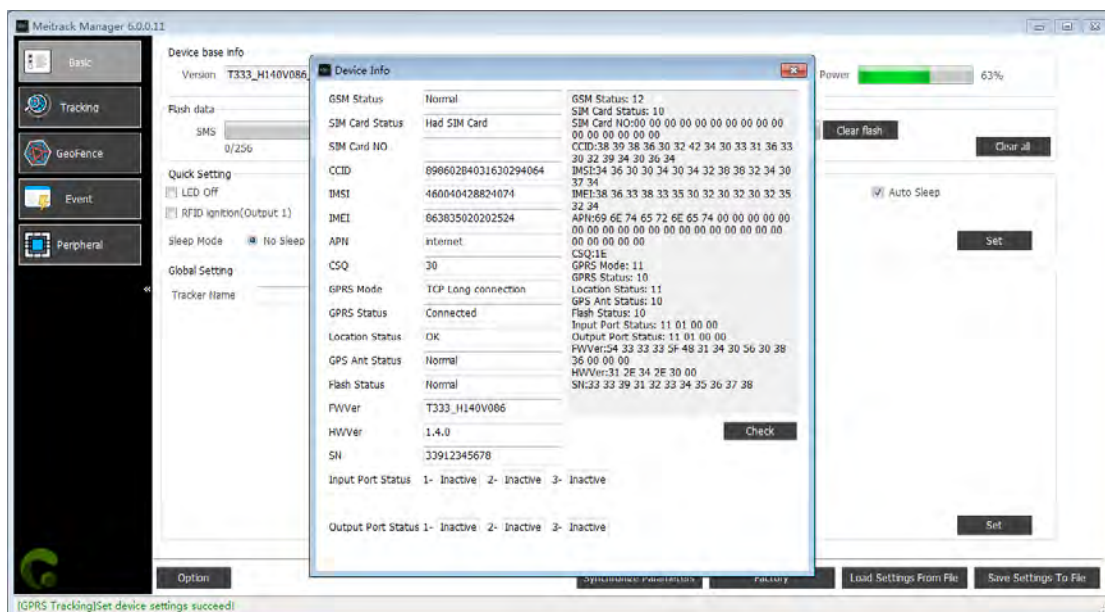 Meitrack Manager 6.0.0.11
Basic
Tracking
GeoFence
Event
Peripheral
«
Device base info
Version T333_H140V086
Power 63%
Flash data
SMS
0/256
Clear flash
Clear all
Quick Setting
LED Off
RFID ignition(Output 1)
Auto Sleep
Sleep Mode No Sleep
Set
Global Setting
Tracker Name
Set
Device Info
GSM Status Normal
SIM Card Status Had SIM Card
SIM Card NO
CCID 89860284031630294064
IMSI 460040428824074
IMEI 863835020202524
APN internet
CSQ 30
GPRS Mode TCP Long connection
GPRS Status Connected
Location Status OK
GPS Ant Status Normal
Flash Status Normal
FWVer T333_H140V086
HWVer 1.4.0
SN 33912345678
Input Port Status 1- Inactive 2- Inactive 3- Inactive
Output Port Status 1- Inactive 2- Inactive 3- Inactive
GSM Status: 12
SIM Card Status: 10
SIM Card NO:00 00 00 00 00 00 00 00 00 00
00 00 00 00 00 00
CCID:38 39 38 36 30 32 42 34 30 33 31 36 33
30 32 39 34 30 36 34
IMSI:34 36 30 30 34 30 34 32 38 38 32 34 30
37 34
IMEI:38 36 33 38 33 35 30 32 30 32 30 32 35
32 34
APN:69 6E 74 65 72 6E 65 74 00 00 00 00 00
00 00 00 00 00 00 00 00 00 00 00 00 00 00
00 00 00 00 00
CSQ:1E
GPRS Mode: 11
GPRS Status: 10
Location Status: 11
GPS Ant Status: 10
Flash Status: 10
Input Port Status: 11 01 00 00
Output Port Status: 11 01 00 00
FWVer:54 33 33 33 5F 48 31 34 30 56 30 38
36 00 00 00
HWVer:31 2E 34 2E 30 00
SN:33 33 39 31 32 33 34 35 36 37 38
Check
Option
Synchronize Parameters
Factory
Load Settings From File
Save Settings To File
[GPRS Tracking]Set device settings succeed!